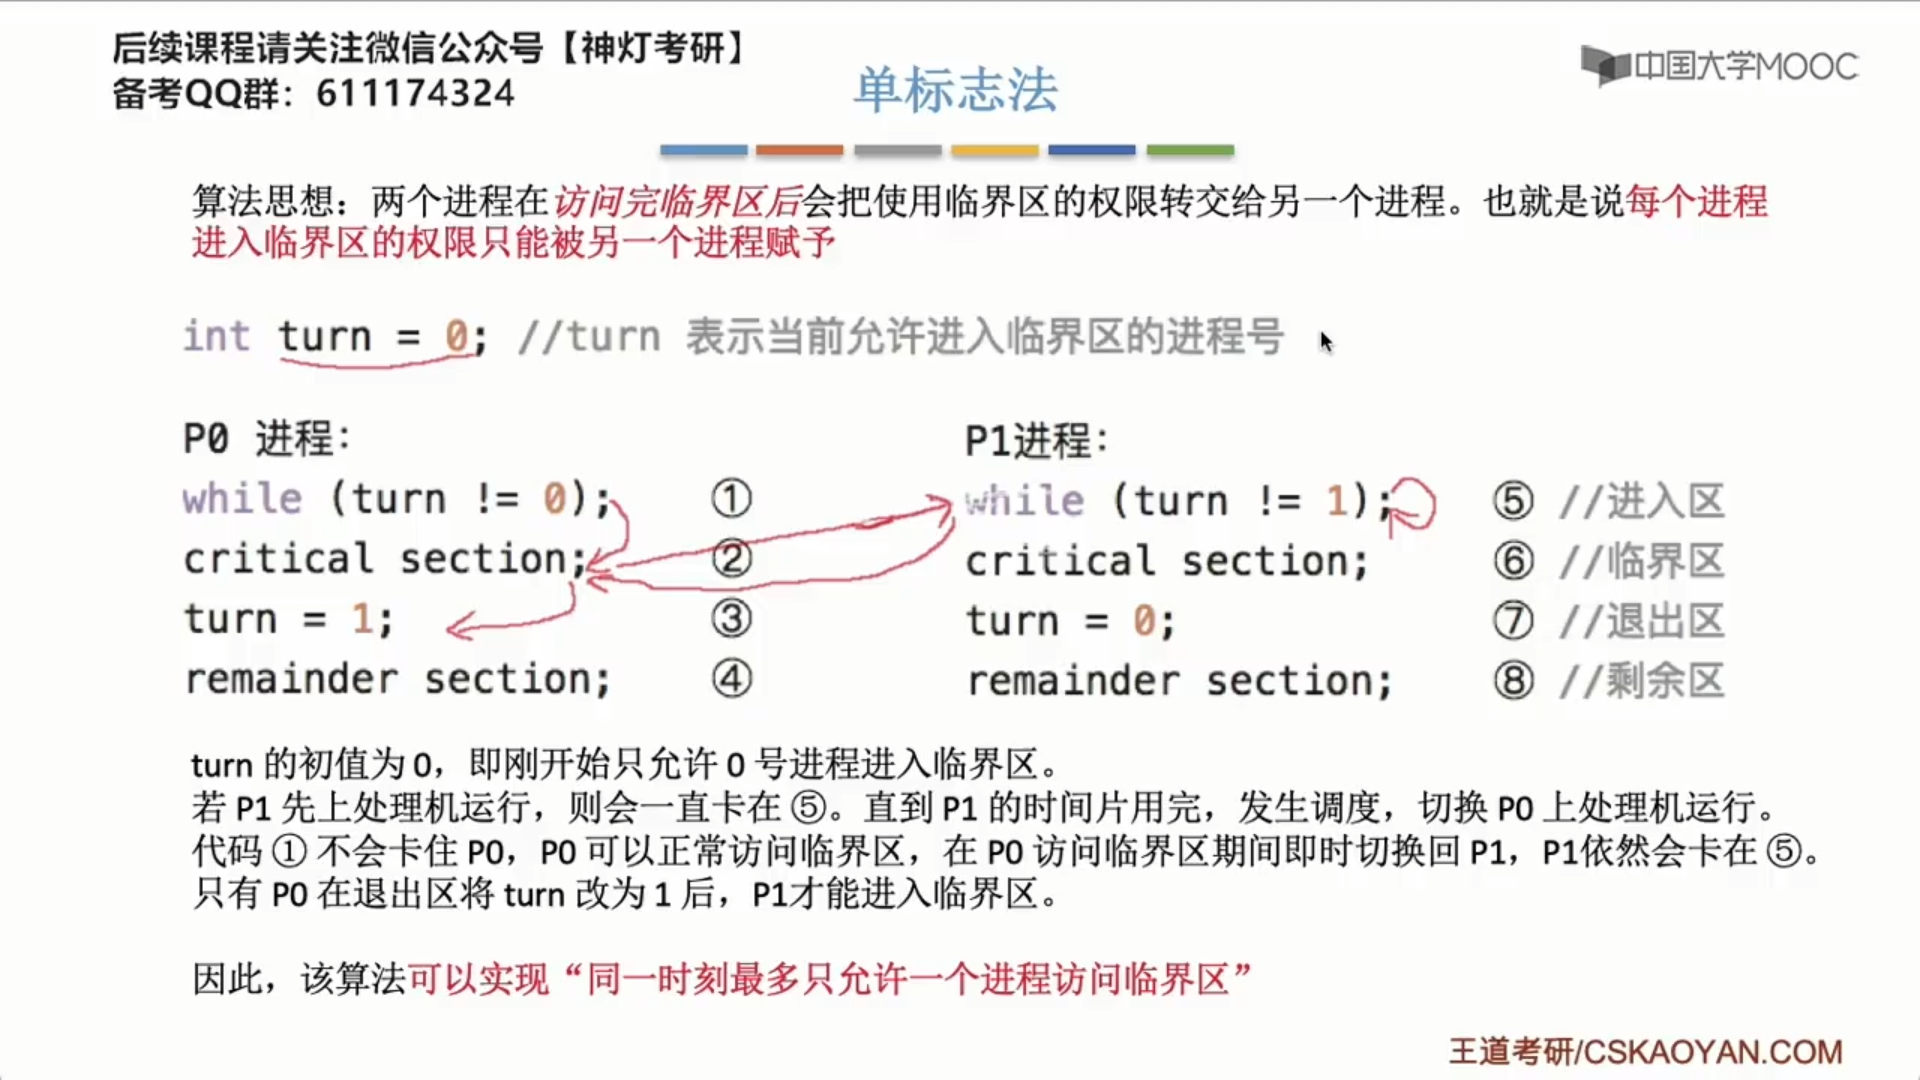 后续课程请关注微信公众号【神灯考研】
备考QQ群：611174324
中国大学MOOC
单标志法
算法思想：两个进程在访问完临界区后会把使用临界区的权限转交给另一个进程。也就是说每个进程
进入临界区的权限只能被另一个进程赋予
int turn = 0; //turn 表示当前允许进入临界区的进程号
P0 进程：
while (turn != 0); ①
critical section; ②
turn = 1; ③
remainder section; ④
P1进程：
while (turn != 1); ⑤ //进入区
critical section; ⑥ //临界区
turn = 0; ⑦ //退出区
remainder section; ⑧ //剩余区
turn 的初值为 0，即刚开始只允许 0 号进程进入临界区。
若 P1 先上处理机运行，则会一直卡在 ⑤。直到 P1 的时间片用完，发生调度，切换 P0 上处理机运行。
代码 ① 不会卡住 P0，P0 可以正常访问临界区，在 P0 访问临界区期间即时切换回 P1，P1依然会卡在 ⑤。
只有 P0 在退出区将 turn 改为 1 后，P1才能进入临界区。
因此，该算法可以实现“同一时刻最多只允许一个进程访问临界区”
王道考研/CSKAOYAN.COM